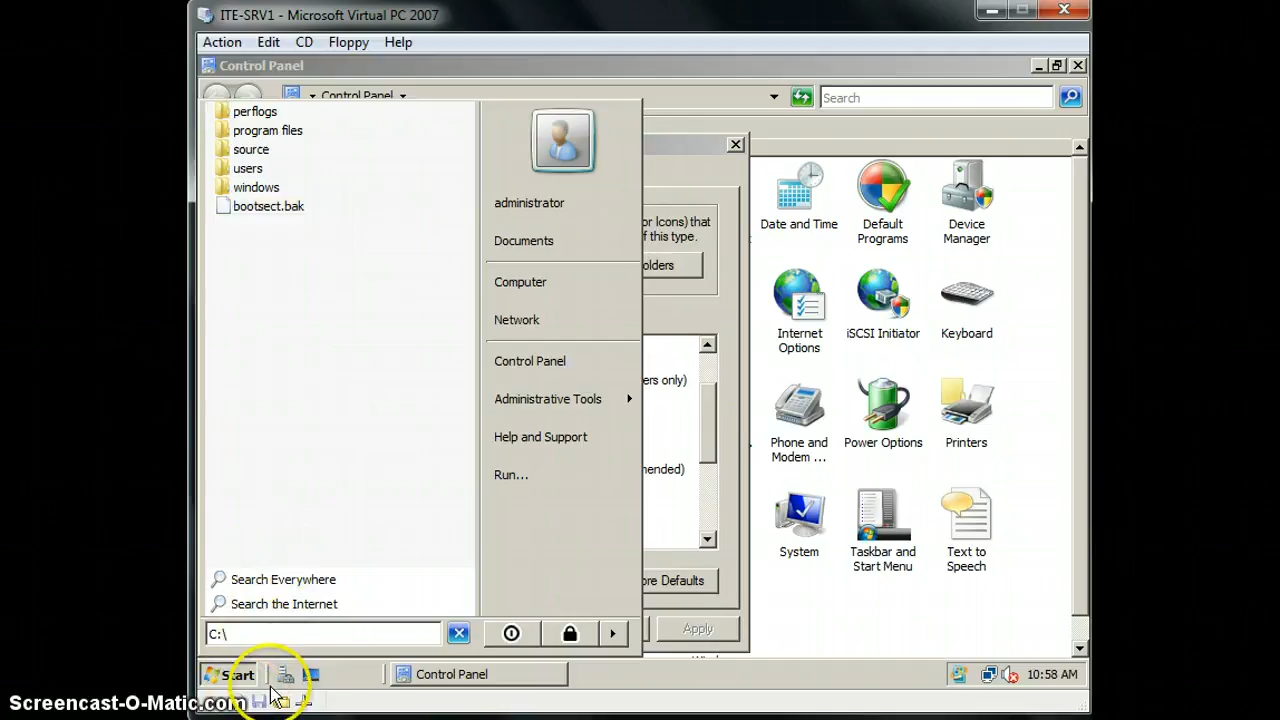 ITE-SRV1 - Microsoft Virtual PC 2007
Action Edit CD Floppy Help
Control Panel
Control Panel
Search
perflogs
program files
source
users
windows
bootsect.bak
administrator
Documents
Computer
Network
Control Panel
Administrative Tools
Help and Support
Run...
or Icons) that
f this type.
olders
ers only)
mended)
ore Defaults
Apply
Date and Time
Default
Programs
Device
Manager
Internet
Options
iSCSI Initiator
Keyboard
Phone and
Modem ...
Power Options
Printers
System
Taskbar and
Start Menu
Text to
Speech
Search Everywhere
Search the Internet
C:\
Start
Control Panel
10:58 AM
Screencast-O-Matic.com